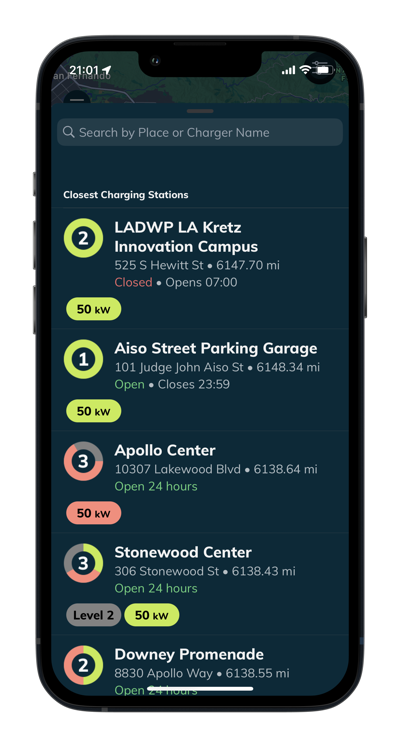 an Fernando
21:01
Search by Place or Charger Name
Closest Charging Stations
2
LADWP LA Kretz
Innovation Campus
525 S Hewitt St • 6147.70 mi
Closed • Opens 07:00
50 kW
1
Aiso Street Parking Garage
101 Judge John Aiso St • 6148.34 mi
Open • Closes 23:59
50 kW
3
Apollo Center
10307 Lakewood Blvd • 6138.64 mi
Open 24 hours
50 kW
3
Stonewood Center
306 Stonewood St • 6138.43 mi
Open 24 hours
Level 2 50 kW
2
Downey Promenade
8830 Apollo Way • 6138.55 mi
Open 24 hours